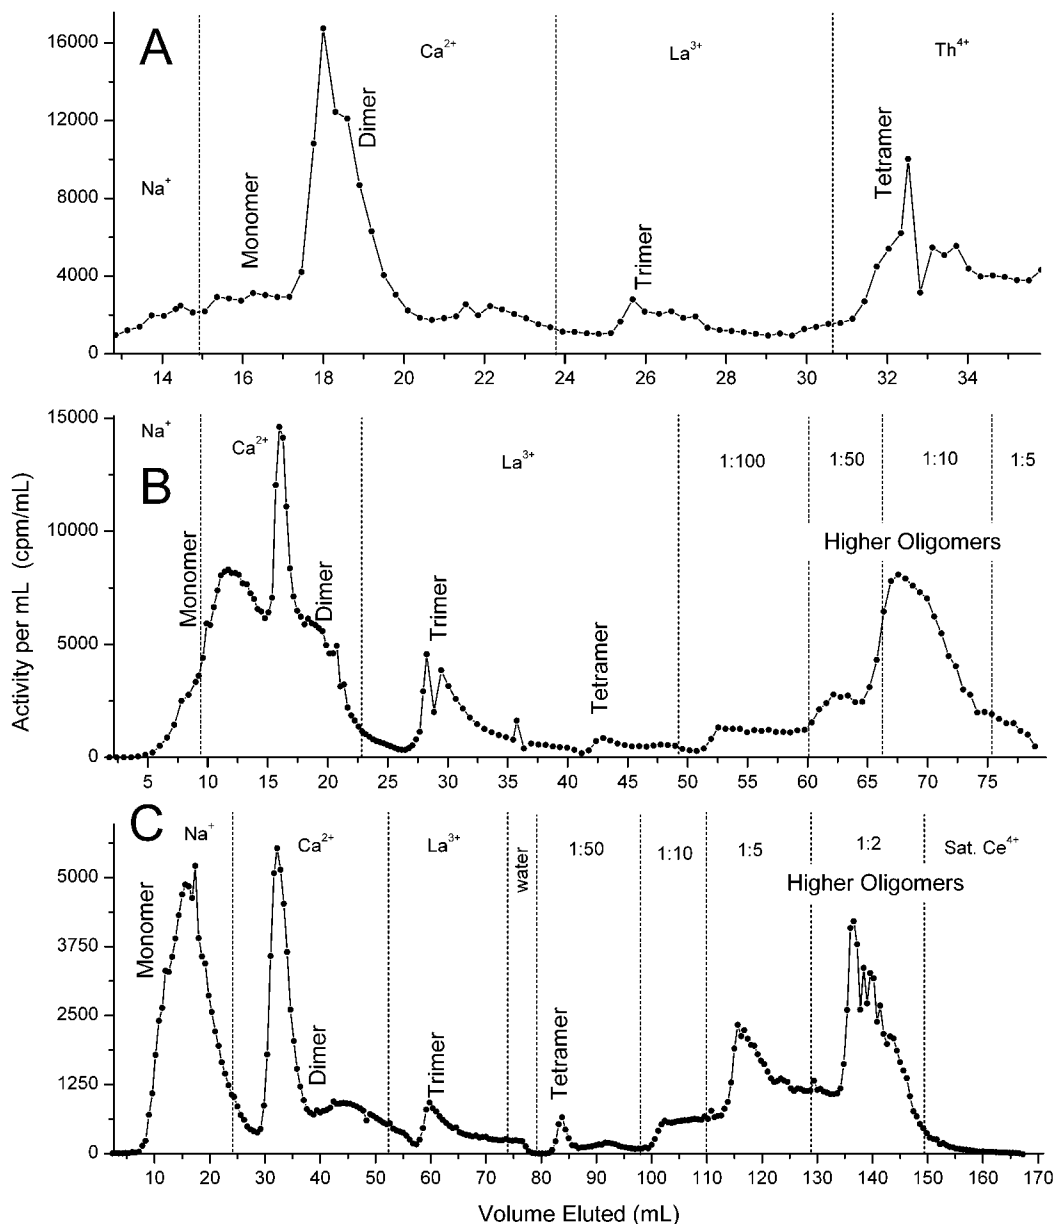 A
Na⁺
Ca²⁺
La³⁺
Th⁴⁺
Monomer
Dimer
Trimer
Tetramer
16000
12000
8000
4000
0
14 16 18 20 22 24 26 28 30 32 34
B
Na⁺
Ca²⁺
La³⁺
1:100
1:50
1:10
1:5
Monomer
Dimer
Trimer
Tetramer
Higher Oligomers
15000
10000
5000
0
5 10 15 20 25 30 35 40 45 50 55 60 65 70 75
Activity per mL (cpm/mL)
C
Na⁺
Ca²⁺
La³⁺
water
1:50
1:10
1:5
1:2
Sat. Ce⁴⁺
Monomer
Dimer
Trimer
Tetramer
Higher Oligomers
5000
3750
2500
1250
0
10 20 30 40 50 60 70 80 90 100 110 120 130 140 150 160 170
Volume Eluted (mL)